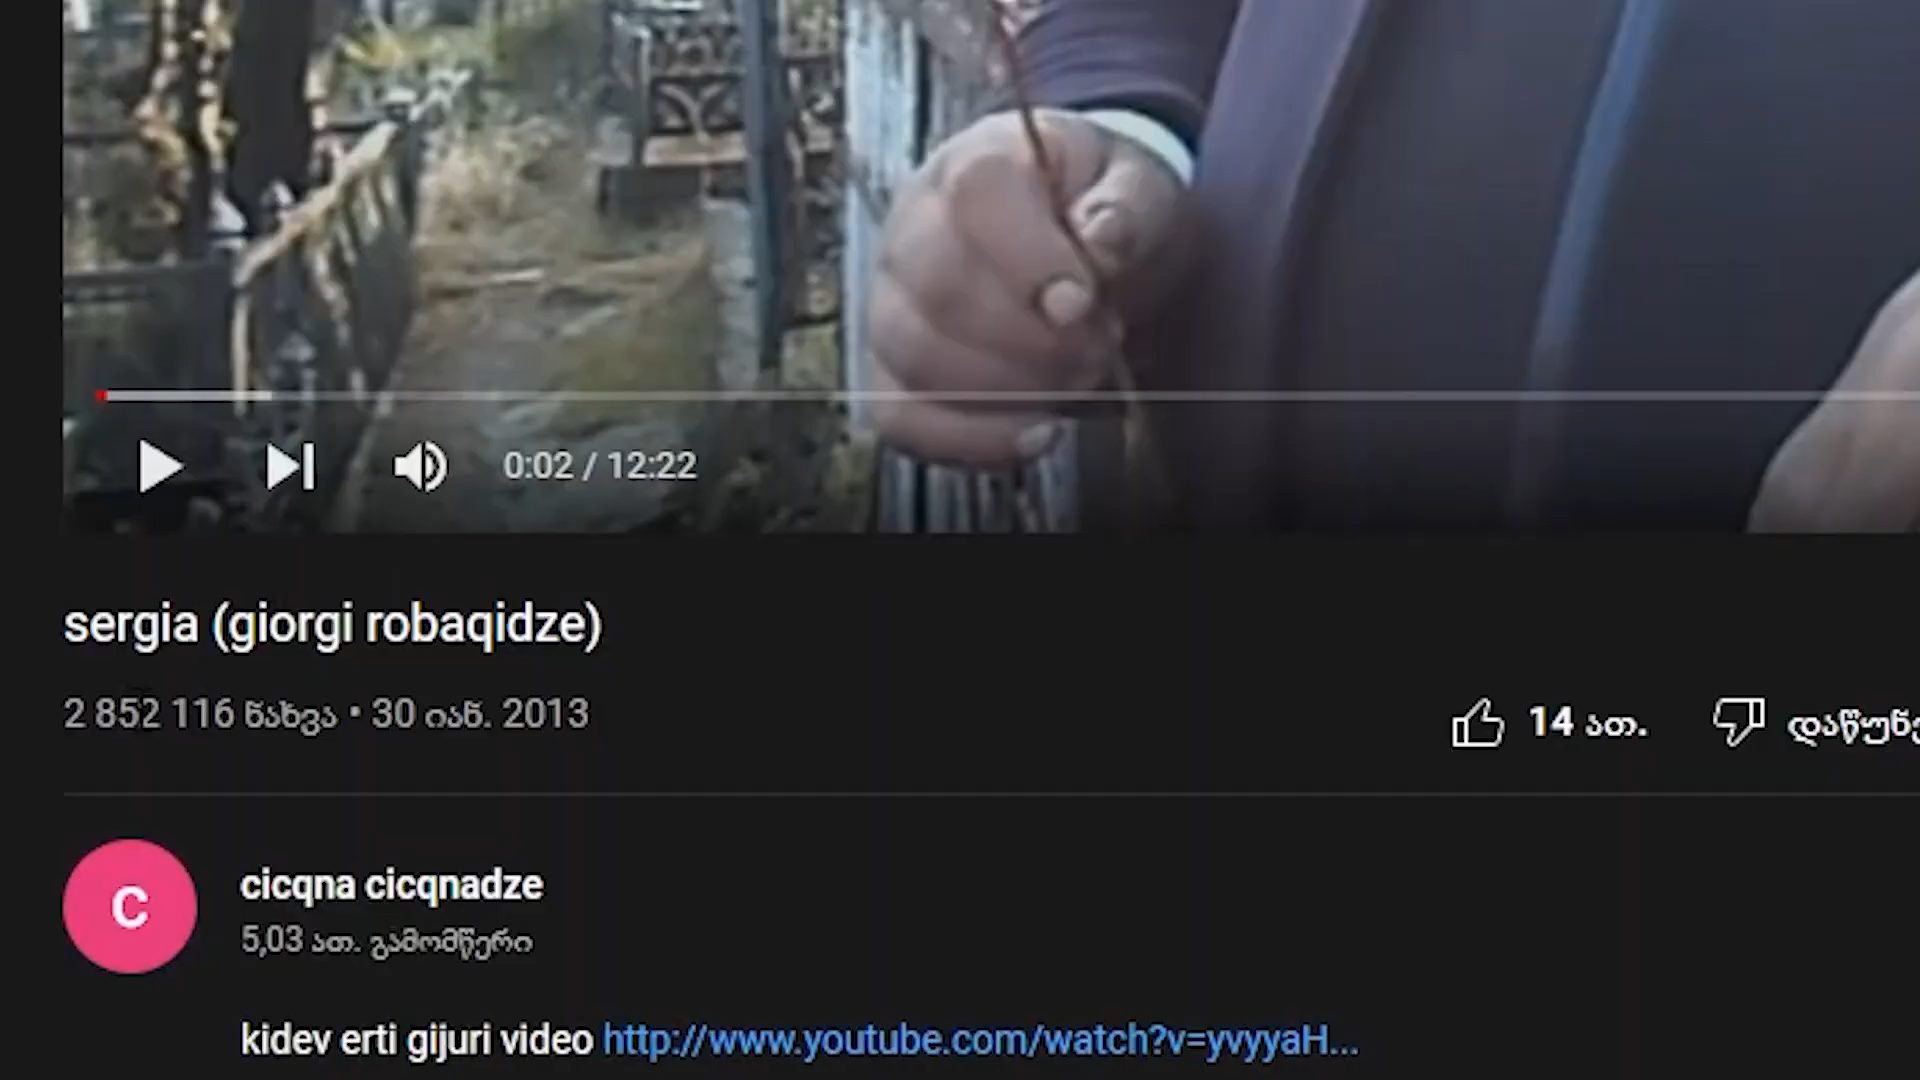 0:02 / 12:22
sergia (giorgi robaqidze)
2 852 116 ნახვა • 30 იან. 2013
14 ათ.
C
cicqna cicqnadze
5,03 ათ. გამომწერი
kidev erti gijuri video http://www.youtube.com/watch?v=yvyyaH...